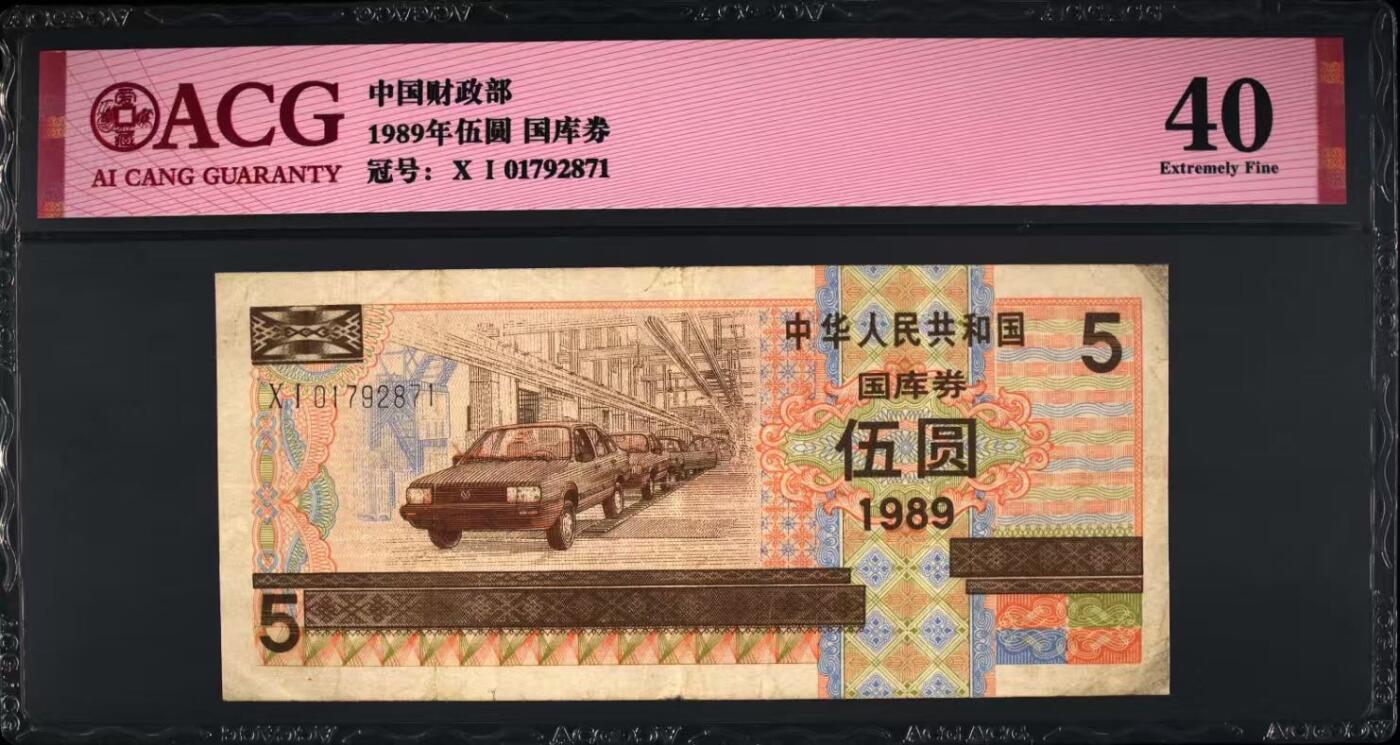 ACG
AI CANG GUARANTY
中国财政部
1989年伍圆 国库券
冠号：X I 01792871
40
Extremely Fine
中华人民共和国
5
国库券
X I 01792871
伍圆
1989
5